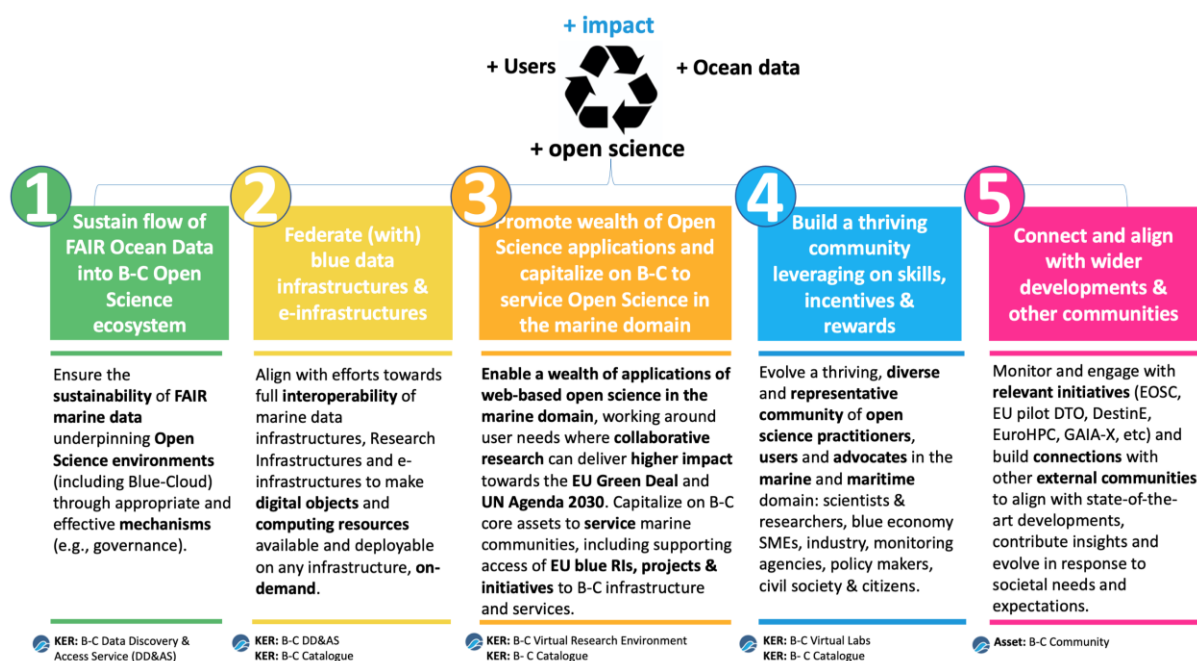 + impact
+ Users
+ Ocean data
+ open science
1
Sustain flow of
FAIR Ocean Data
into B-C Open
Science
ecosystem
Ensure the
sustainability of FAIR
marine data
underpinning Open
Science environments
(including Blue-Cloud)
through appropriate and
effective mechanisms
(e.g., governance).
KER: B-C Data Discovery &
Access Service (DD&AS)
2
Federate (with)
blue data
infrastructures &
e-infrastructures
Align with efforts towards
full interoperability of
marine data
infrastructures, Research
Infrastructures and e-
infrastructures to make
digital objects and
computing resources
available and deployable
on any infrastructure, on-
demand.
KER: B-C DD&AS
KER: B-C Catalogue
3
Promote wealth of Open
Science applications and
capitalize on B-C to
service Open Science in
the marine domain
Enable a wealth of applications of
web-based open science in the
marine domain, working around
user needs where collaborative
research can deliver higher impact
towards the EU Green Deal and
UN Agenda 2030. Capitalize on B-C
core assets to service marine
communities, including supporting
access of EU blue RIs, projects &
initiatives to B-C infrastructure
and services.
KER: B-C Virtual Research Environment
KER: B- C Catalogue
4
Build a thriving
community
leveraging on skills,
incentives &
rewards
Evolve a thriving, diverse
and representative
community of open
science practitioners,
users and advocates in the
marine and maritime
domain: scientists &
researchers, blue economy
SMEs, industry, monitoring
agencies, policy makers,
civil society & citizens.
KER: B-C Virtual Labs
KER: B- C Catalogue
5
Connect and align
with wider
developments &
other communities
Monitor and engage with
relevant initiatives (EOSC,
EU pilot DTO, DestinE,
EuroHPC, GAIA-X, etc) and
build connections with
other external communities
to align with state-of-the-
art developments,
contribute insights and
evolve in response to
societal needs and
expectations.
Asset: B-C Community